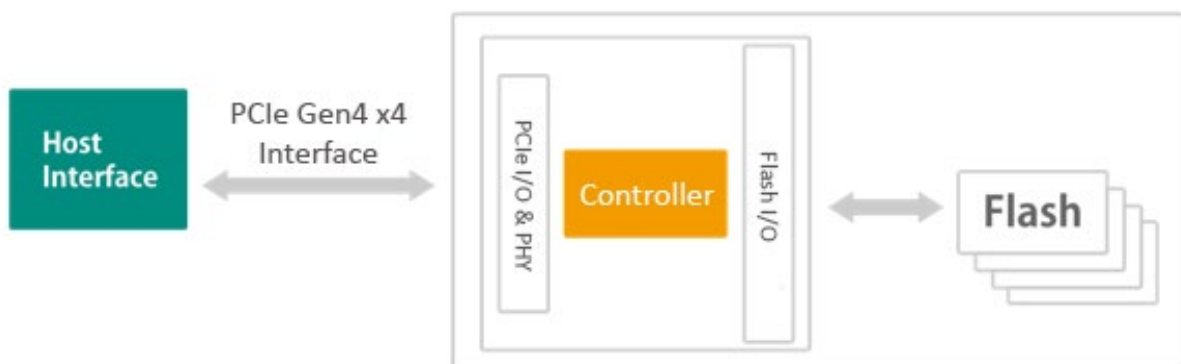 Host
Interface
PCIe Gen4 x4
Interface
PCIe I/O & PHY
Controller
Flash I/O
Flash